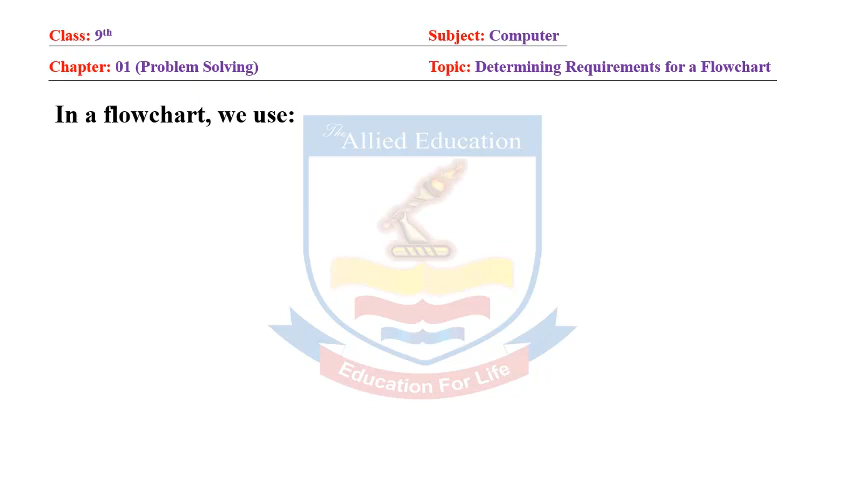 Class: 9th
Subject: Computer
Chapter: 01 (Problem Solving)
Topic: Determining Requirements for a Flowchart
In a flowchart, we use:
The Allied Education
Education For Life